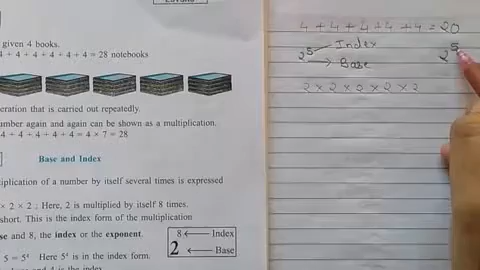 given 4 books.
4 + 4 + 4 + 4 + 4 + 4 = 28 notebooks
eration that is carried out repeatedly.
umber again and again can be shown as a multiplication.
4 + 4 + 4 + 4 + 4 = 4 × 7 = 28
Base and Index
tiplication of a number by itself several times is expressed
× 2 × 2 ; Here, 2 is multiplied by itself 8 times.
short. This is the index form of the multiplication
se and 8, the index or the exponent.
8 ← Index
2 ← Base
5 = 5⁴ Here 5⁴ is in the index form.
4 + 4 + 4 + 4 + 4 = 20
2⁵ Index
→ Base
2⁵
2 × 2 × 2 × 2 × 2